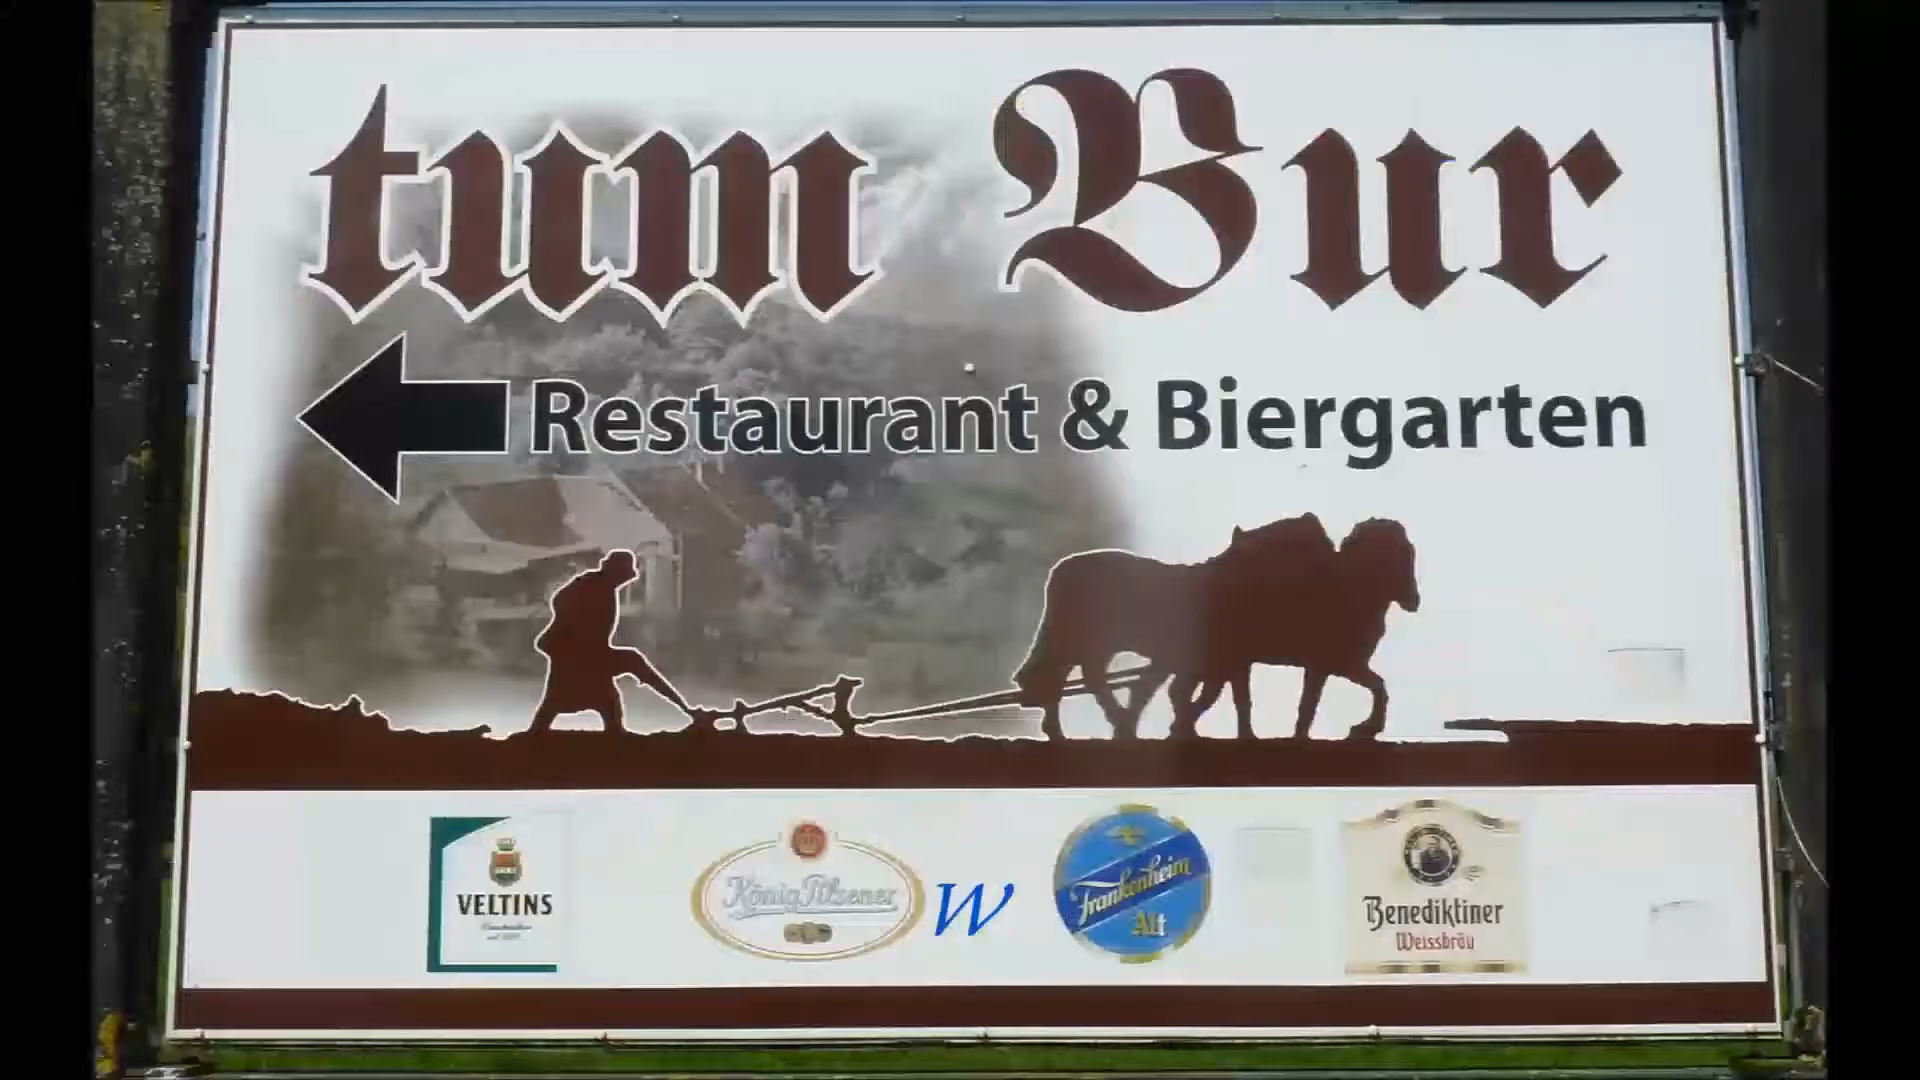 tum Bur
Restaurant & Biergarten
VELTINS
König Pilsener
W
Frankenheim
Alt
Benediktiner
Weissbräu